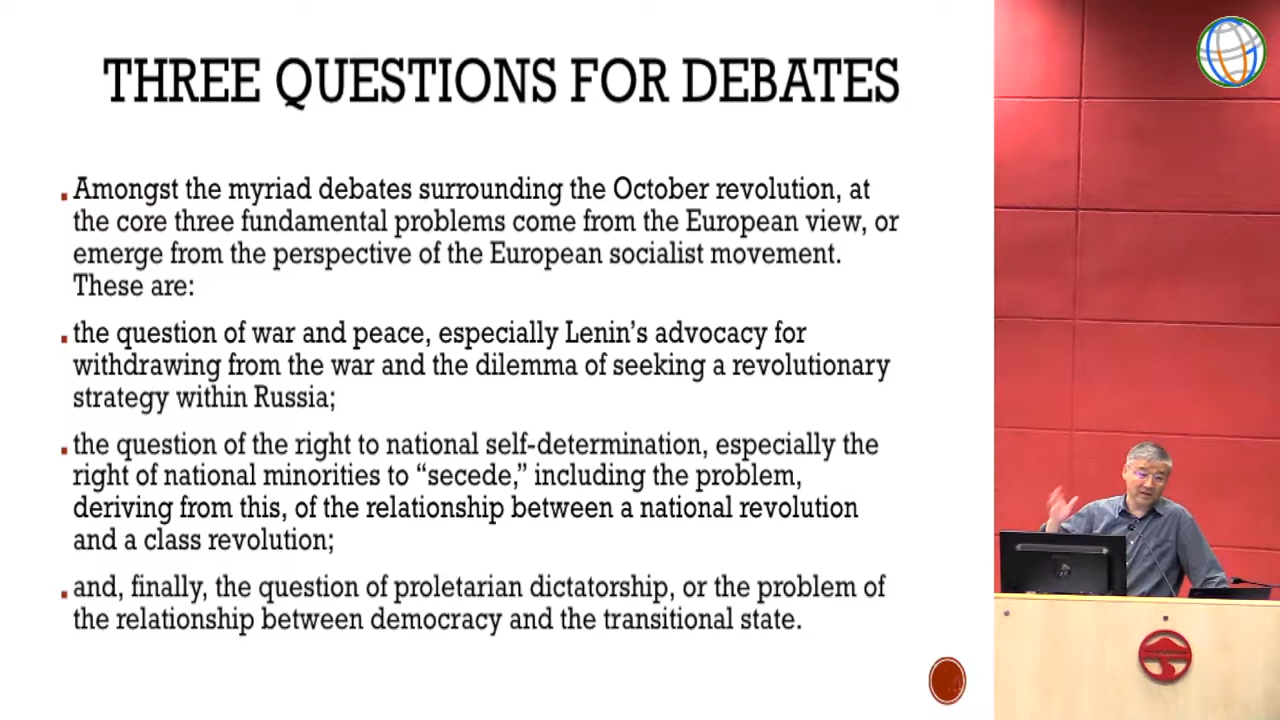 THREE QUESTIONS FOR DEBATES
Amongst the myriad debates surrounding the October revolution, at
the core three fundamental problems come from the European view, or
emerge from the perspective of the European socialist movement.
These are:
the question of war and peace, especially Lenin’s advocacy for
withdrawing from the war and the dilemma of seeking a revolutionary
strategy within Russia;
the question of the right to national self-determination, especially the
right of national minorities to “secede,” including the problem,
deriving from this, of the relationship between a national revolution
and a class revolution;
and, finally, the question of proletarian dictatorship, or the problem of
the relationship between democracy and the transitional state.